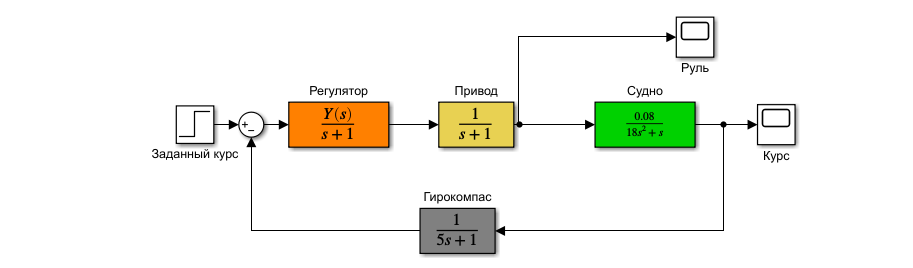 Руль
Регулятор
Привод
Судно
Y(s)
s + 1
1
s + 1
0.08
18s² + s
+
−
Заданный курс
Курс
Гирокомпас
1
5s + 1